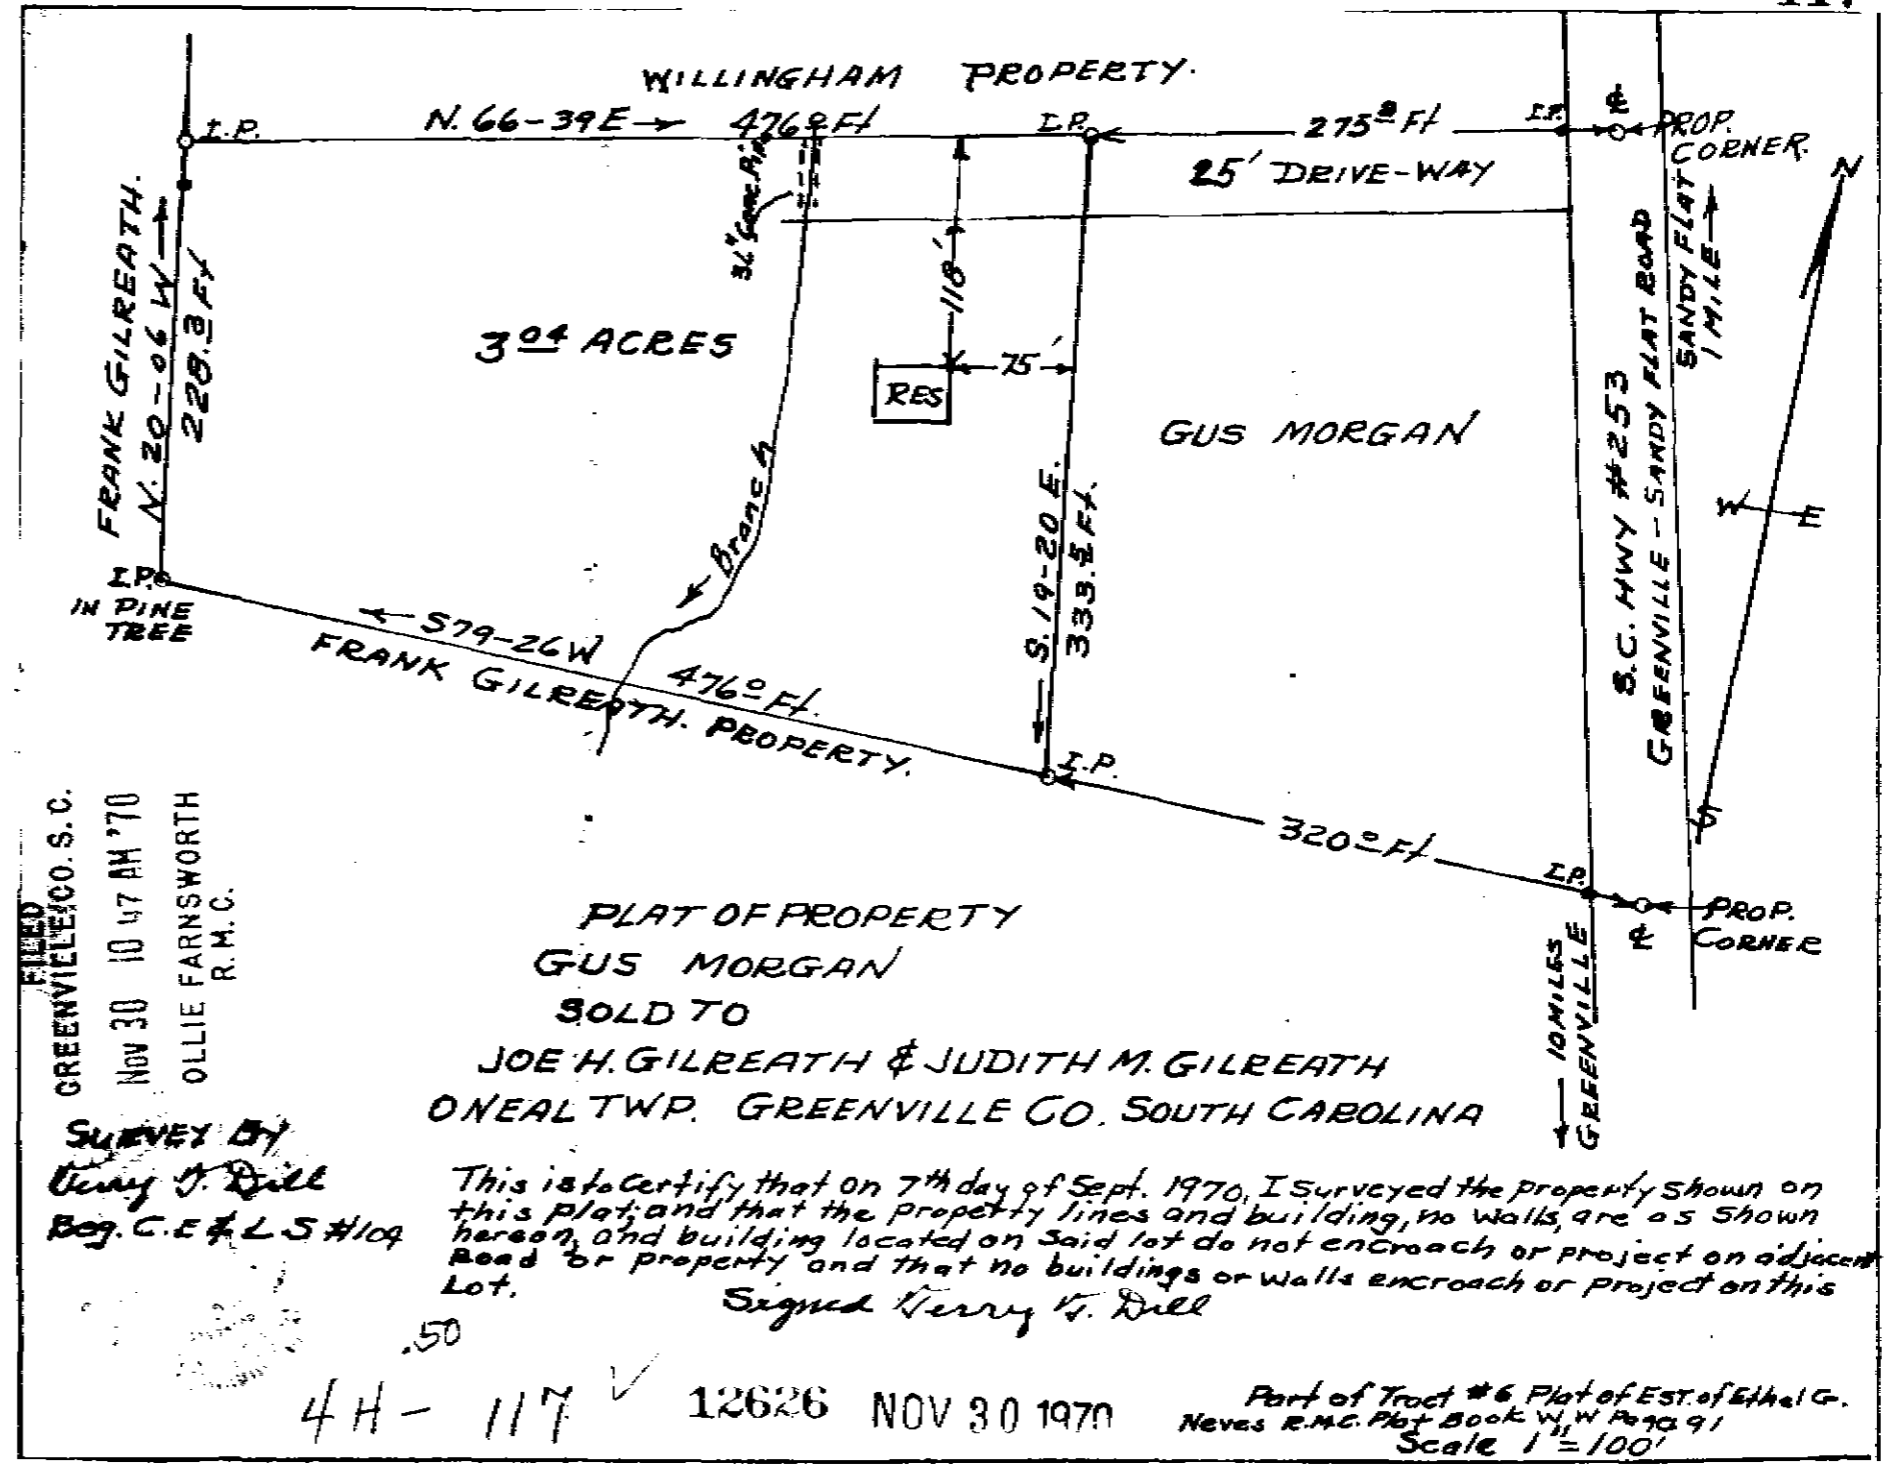 WILLINGHAM PROPERTY.
I.P.
N. 66-39E
476 0 Ft
I.P.
275 Ft
I.P.
℄
PROP.
CORNER.
25' DRIVE-WAY
N
W
E
S
FRANK GILREATH.
N. 20-06 W
228.3 Ft
118'
75'
RES
3 04 ACRES
GUS MORGAN
Branch
S. 19-20 E.
333.5 Ft.
S.C. HWY #253
GREENVILLE - SANDY FLAT ROAD
SANDY FLAT
1 MILE
I.P.
IN PINE
TREE
S79-26W
476 0 Ft.
FRANK GILREATH. PROPERTY.
I.P.
320 0 Ft
I.P.
℄
PROP.
CORNER
10 MILES
GREENVILLE
FILED
GREENVILLE CO. S. C.
Nov 30 10 47 AM '70
OLLIE FARNSWORTH
R. M. C.
PLAT OF PROPERTY
GUS MORGAN
SOLD TO
JOE H. GILREATH & JUDITH M. GILREATH
ONEAL TWP. GREENVILLE CO. SOUTH CAROLINA
SURVEY By
Terry T. Dill
Reg. C.E & L S #104
This is to Certify that on 7th day of Sept. 1970, I surveyed the property shown on
this plat, and that the property lines and building, no walls, are as shown
hereon, and building located on said lot do not encroach or project on adjacent
Road or property and that no buildings or walls encroach or project on this
Lot.
Signed Terry T. Dill
.50
4H - 117
12626 NOV 30 1970
Part of Tract #6 Plat of EST. of Ethel G.
Neves R.M.C. Plat Book W, W Page 91
Scale 1" = 100'